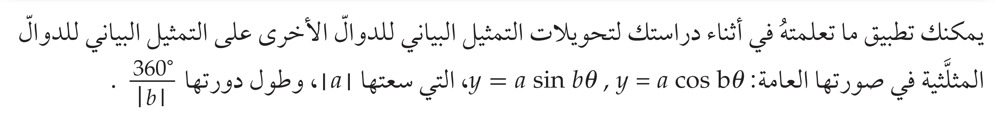 يمكنك تطبيق ما تعلمتهُ في أثناء دراستك لتحويلات التمثيل البياني للدوالّ الأخرى على التمثيل البياني للدوالّ
المثلَّثية في صورتها العامة: y = a sin bθ , y = a cos bθ، التي سعتها |a|، وطول دورتها 360°/|b| .